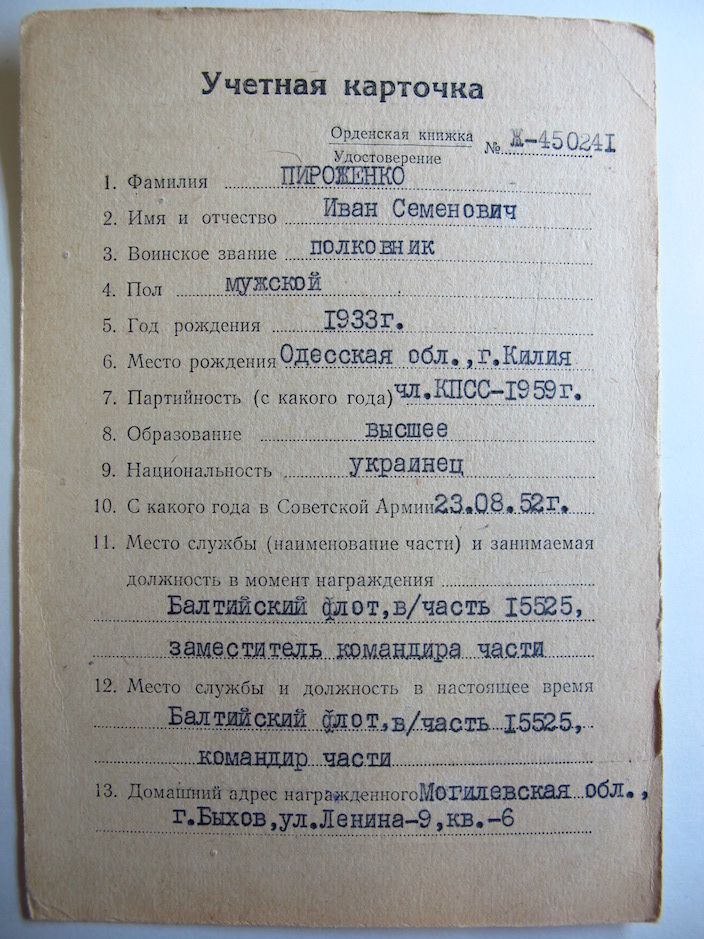 Учетная карточка
Орденская книжка
Удостоверение № Ж-450241
1. Фамилия ПИРОЖЕНКО
2. Имя и отчество Иван Семенович
3. Воинское звание полковник
4. Пол мужской
5. Год рождения 1933г.
6. Место рождения Одесская обл.,г.Килия
7. Партийность (с какого года) чл.КПСС-1959г.
8. Образование высшее
9. Национальность украинец
10. С какого года в Советской Армии 23.08.52г.
11. Место службы (наименование части) и занимаемая
должность в момент награждения
Балтийский флот,в/часть 15525,
заместитель командира части
12. Место службы и должность в настоящее время
Балтийский флот,в/часть 15525,
командир части
13. Домашний адрес награжденного Могилевская обл.,
г.Быхов,ул.Ленина-9,кв.-6